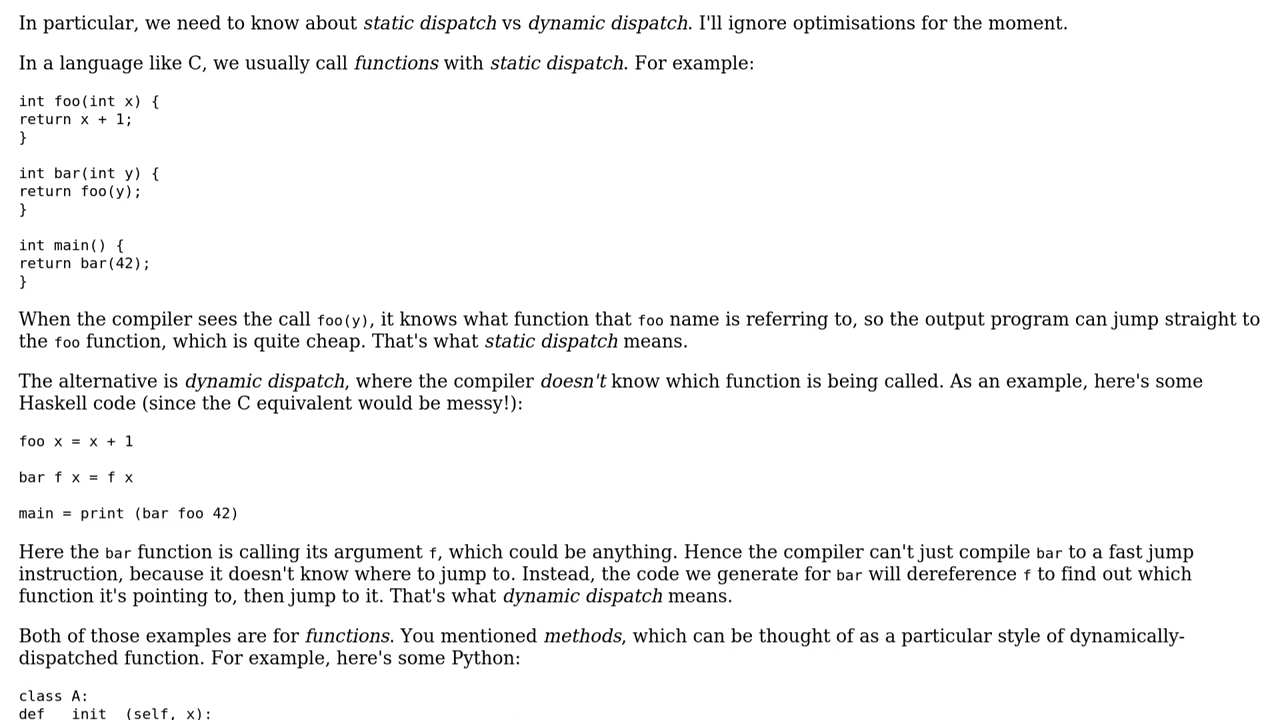 In particular, we need to know about static dispatch vs dynamic dispatch. I'll ignore optimisations for the moment.
In a language like C, we usually call functions with static dispatch. For example:
int foo(int x) {
return x + 1;
}
int bar(int y) {
return foo(y);
}
int main() {
return bar(42);
}
When the compiler sees the call foo(y), it knows what function that foo name is referring to, so the output program can jump straight to
the foo function, which is quite cheap. That's what static dispatch means.
The alternative is dynamic dispatch, where the compiler doesn't know which function is being called. As an example, here's some
Haskell code (since the C equivalent would be messy!):
foo x = x + 1
bar f x = f x
main = print (bar foo 42)
Here the bar function is calling its argument f, which could be anything. Hence the compiler can't just compile bar to a fast jump
instruction, because it doesn't know where to jump to. Instead, the code we generate for bar will dereference f to find out which
function it's pointing to, then jump to it. That's what dynamic dispatch means.
Both of those examples are for functions. You mentioned methods, which can be thought of as a particular style of dynamically-
dispatched function. For example, here's some Python:
class A:
def __init__(self, x):